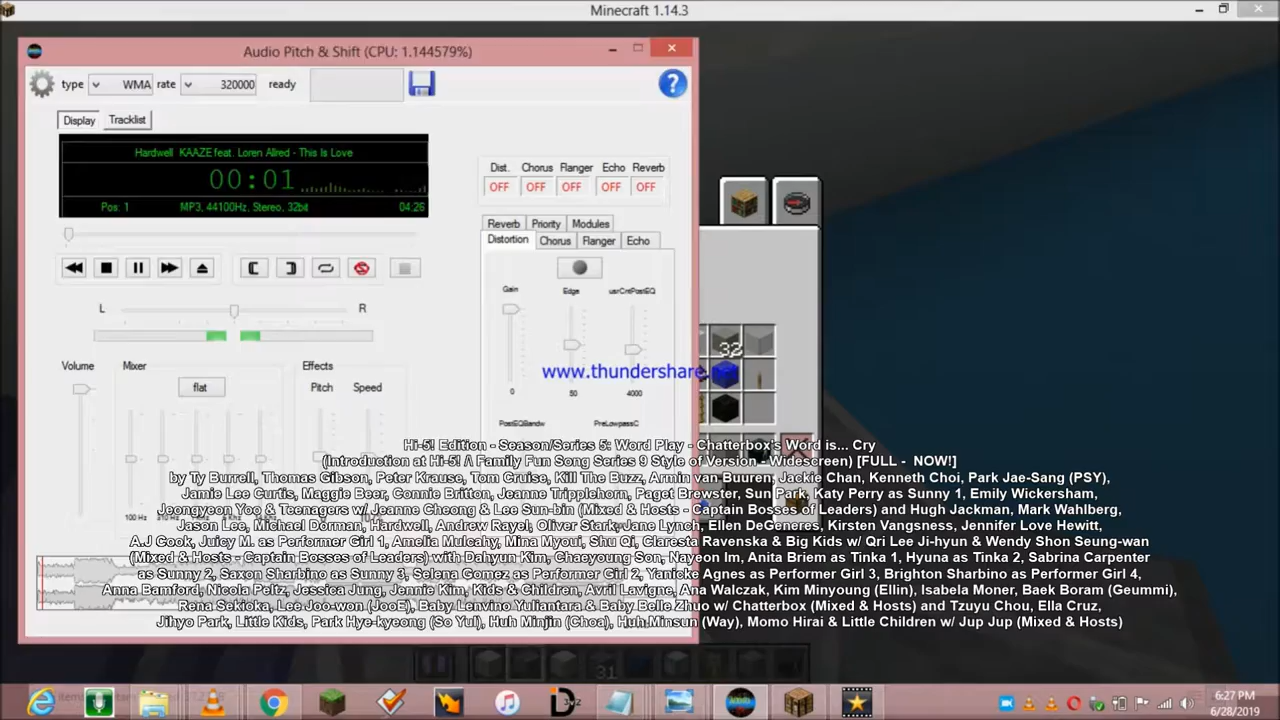 Minecraft 1.14.3
Audio Pitch & Shift (CPU: 1.144579%)
type WMA rate 320000 ready
Display Tracklist
Hardwell KAAZE feat. Loren Allred - This Is Love
00:01
Pos: 1 MP3, 44100Hz, Stereo, 32bit 04:26
Dist. Chorus Flanger Echo Reverb
OFF OFF OFF OFF OFF
Reverb Priority Modules
Distortion Chorus Flanger Echo
Gain Edge usrCntPostEQ
L R
0 50 4000
PostEQBandw PreLowpassC
Volume Mixer Effects
flat Pitch Speed
www.thundershare.
32
Hi-5! Edition - Season/Series 5: Word Play - Chatterbox's Word is... Cry
(Introduction at Hi-5! /\ Family Fun Song Series 9 Style of Version - Widescreen) [FULL - NOW!]
by Ty Burrell, Thomas Gibson, Peter Krause, Tom Cruise, Kill The Buzz, Armin van Buuren, Jackie Chan, Kenneth Choi, Park Jae-Sang (PSY),
Jamie Lee Curtis, Maggie Beer, Connie Britton, Jeanne Tripplehorn, Paget Brewster, Sun Park, Katy Perry as Sunny 1, Emily Wickersham,
Jeongyeon Yoo & Teenagers w/ Jeanne Cheong & Lee Sun-bin (Mixed & Hosts - Captain Bosses of Leaders) and Hugh Jackman, Mark Wahlberg,
Jason Lee, Michael Dorman, Hardwell, Andrew Rayel, Oliver Stark, Jane Lynch, Ellen DeGeneres, Kirsten Vangsness, Jennifer Love Hewitt,
A.J Cook, Juicy M. as Performer Girl 1, Amelia Mulcahy, Mina Myoui, Shu Qi, Claresta Ravenska & Big Kids w/ Qri Lee Ji-hyun & Wendy Shon Seung-wan
(Mixed & Hosts - Captain Bosses of Leaders) with Dahyun Kim, Chaeyoung Son, Nayeon Im, Anita Briem as Tinka 1, Hyuna as Tinka 2, Sabrina Carpenter
as Sunny 2, Saxon Sharbino as Sunny 3, Selena Gomez as Performer Girl 2, Yanicke Agnes as Performer Girl 3, Brighton Sharbino as Performer Girl 4,
Anna Bamford, Nicola Peltz, Jessica Jung, Jennie Kim, Kids & Children, Avril Lavigne, Ana Walczak, Kim Minyoung (Ellin), Isabela Moner, Baek Boram (Geummi),
Rena Sekioka, Lee Joo-won (JooE), Baby Lenvino Yuliantara & Baby Belle Zhuo w/ Chatterbox (Mixed & Hosts) and Tzuyu Chou, Ella Cruz,
Jihyo Park, Little Kids, Park Hye-kyeong (So Yul), Huh Minjin (Choa), Huh Minsun (Way), Momo Hirai & Little Children w/ Jup Jup (Mixed & Hosts)
31
6:27 PM
6/28/2019